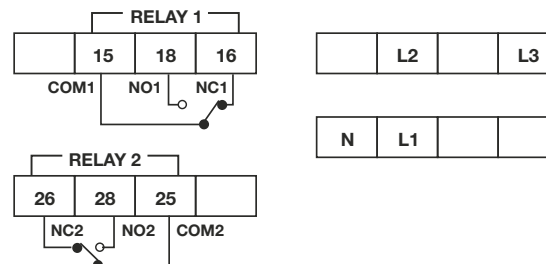 RELAY 1
15 18 16
COM1 NO1 NC1
L2 L3
N L1
RELAY 2
26 28 25
NC2 NO2 COM2